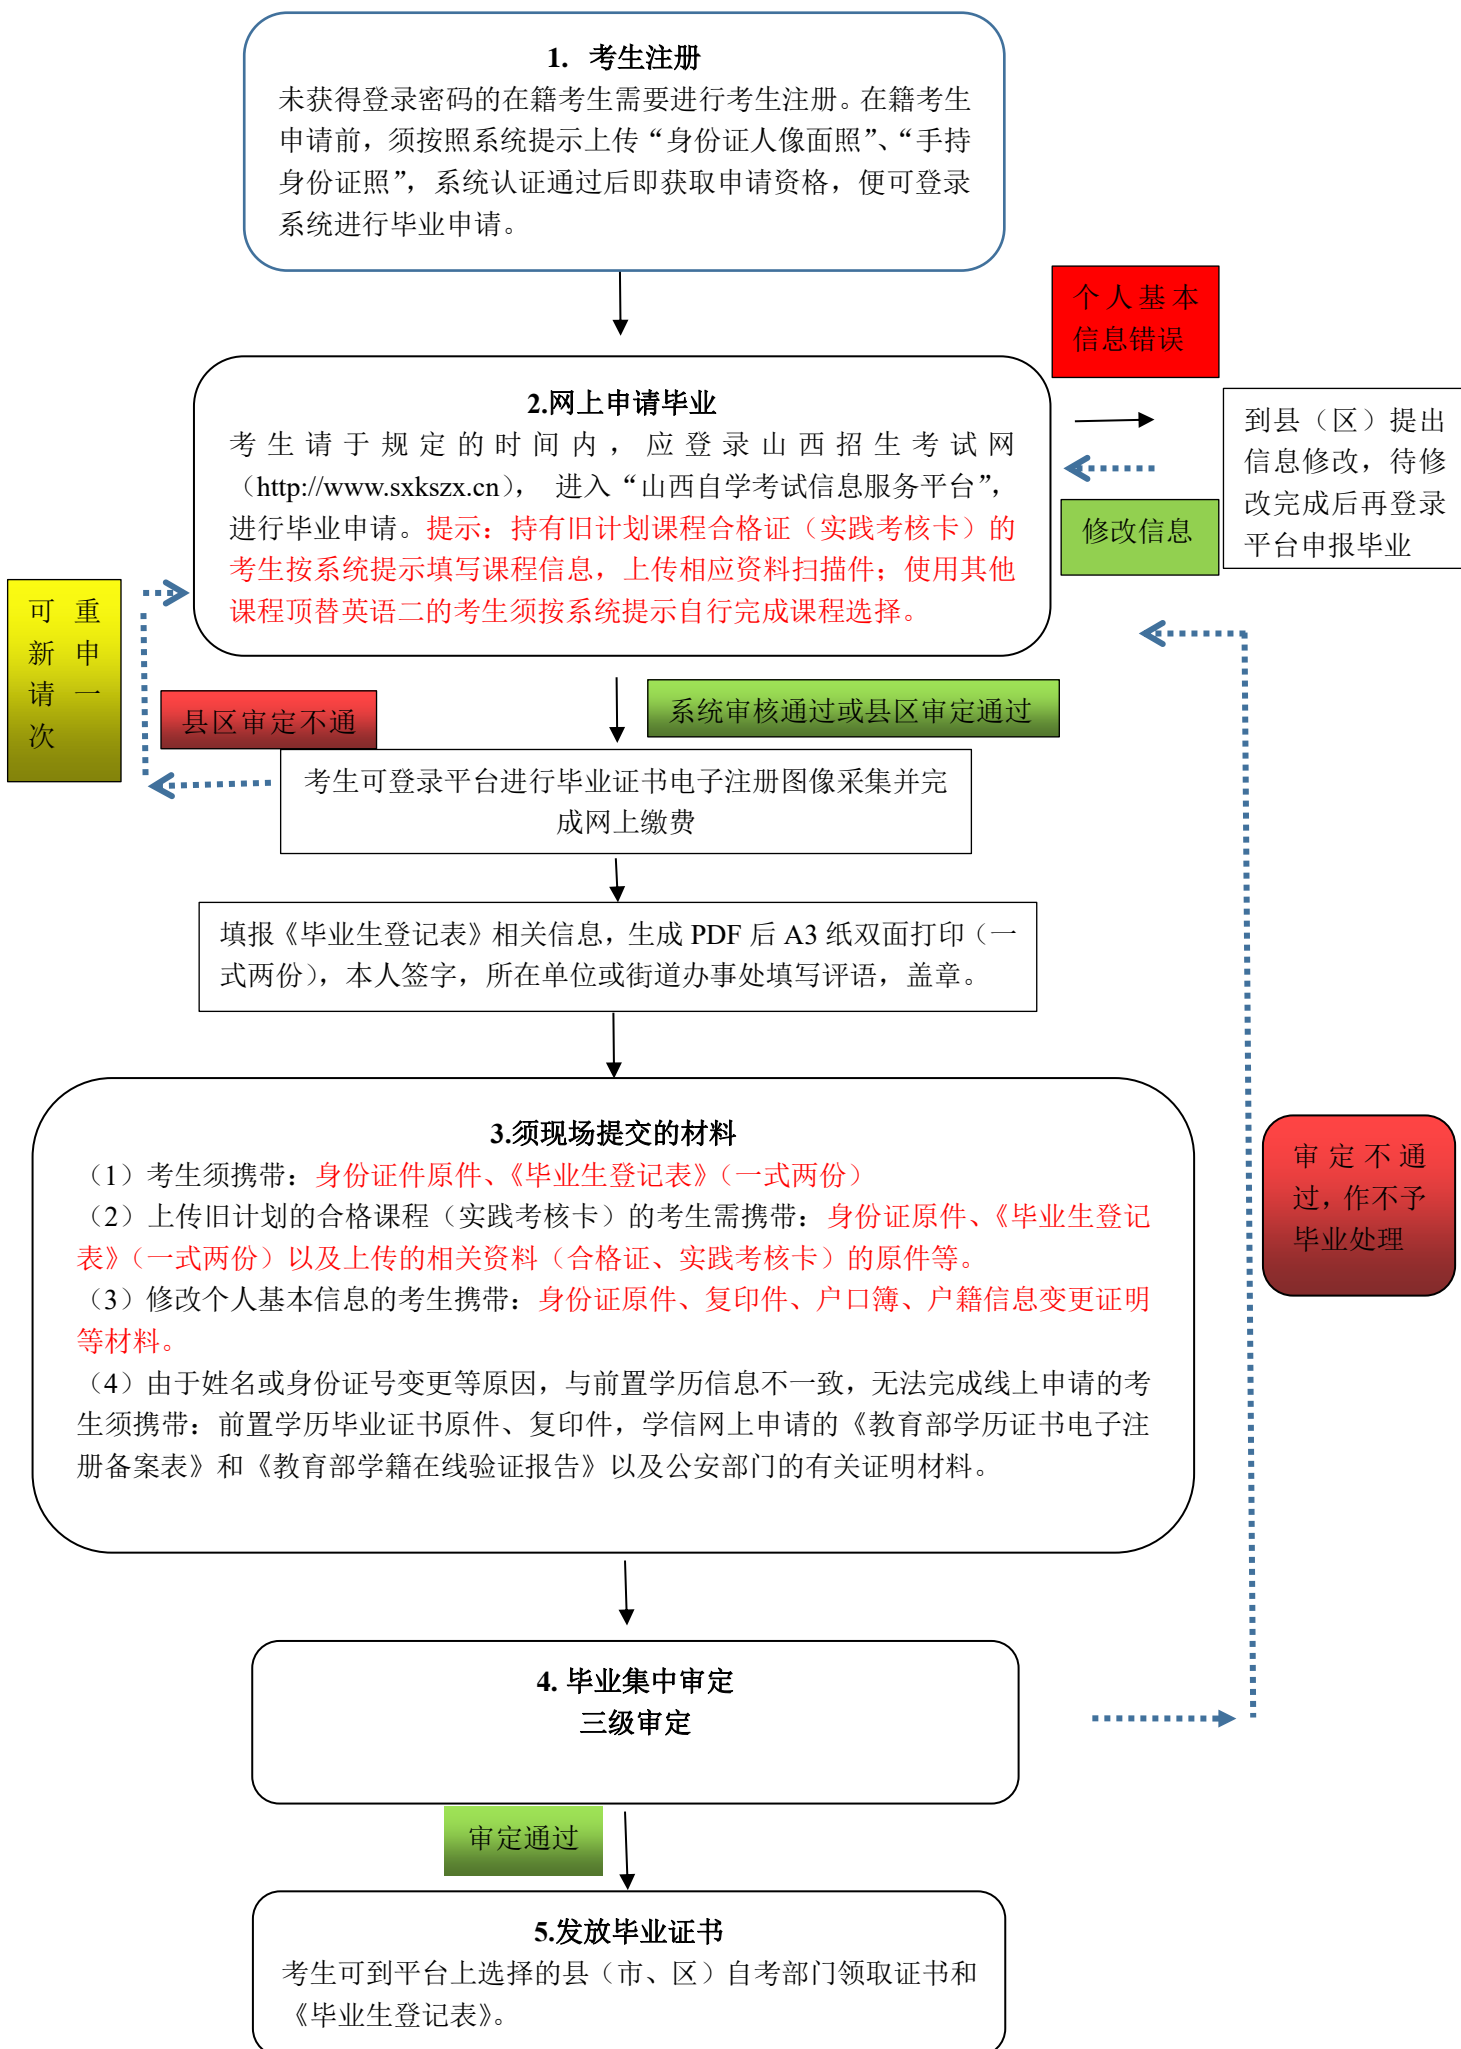 1. 考生注册
未获得登录密码的在籍考生需要进行考生注册。在籍考生
申请前，须按照系统提示上传“身份证人像面照”、“手持
身份证照”，系统认证通过后即获取申请资格，便可登录
系统进行毕业申请。
个人基本
信息错误
2.网上申请毕业
考生请于规定的时间内，应登录山西招生考试网
（http://www.sxkszx.cn）， 进入“山西自学考试信息服务平台”，
进行毕业申请。提示：持有旧计划课程合格证（实践考核卡）的
考生按系统提示填写课程信息，上传相应资料扫描件；使用其他
课程顶替英语二的考生须按系统提示自行完成课程选择。
到县（区）提出
信息修改，待修
改完成后再登录
平台申报毕业
修改信息
可重
新申
请一
次
县区审定不通
系统审核通过或县区审定通过
考生可登录平台进行毕业证书电子注册图像采集并完
成网上缴费
填报《毕业生登记表》相关信息，生成 PDF 后 A3 纸双面打印（一
式两份），本人签字，所在单位或街道办事处填写评语，盖章。
3.须现场提交的材料
（1）考生须携带：身份证件原件、《毕业生登记表》（一式两份）
（2）上传旧计划的合格课程（实践考核卡）的考生需携带：身份证原件、《毕业生登记
表》（一式两份）以及上传的相关资料（合格证、实践考核卡）的原件等。
（3）修改个人基本信息的考生携带：身份证原件、复印件、户口簿、户籍信息变更证明
等材料。
（4）由于姓名或身份证号变更等原因，与前置学历信息不一致，无法完成线上申请的考
生须携带：前置学历毕业证书原件、复印件，学信网上申请的《教育部学历证书电子注
册备案表》和《教育部学籍在线验证报告》以及公安部门的有关证明材料。
审定不通
过，作不予
毕业处理
4. 毕业集中审定
三级审定
审定通过
5.发放毕业证书
考生可到平台上选择的县（市、区）自考部门领取证书和
《毕业生登记表》。